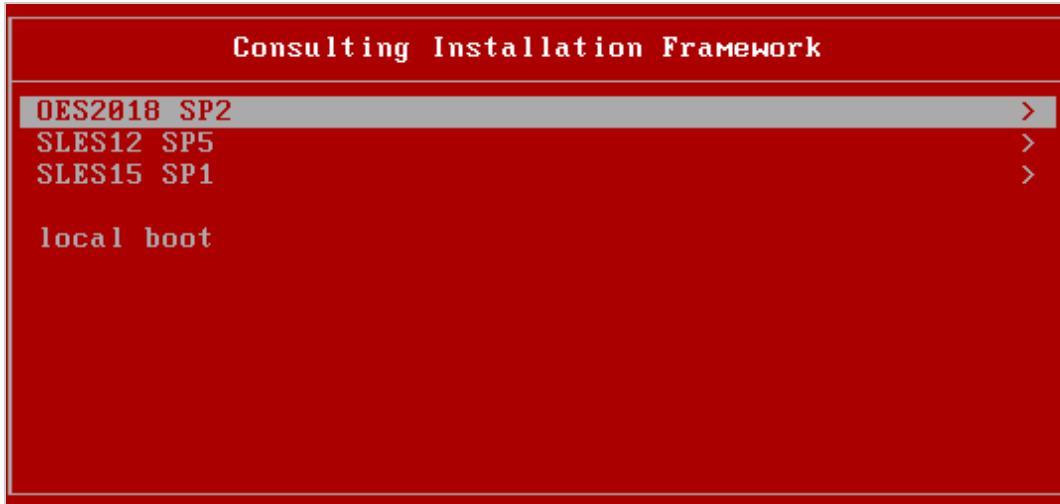 Consulting Installation Framework
OES2018 SP2 >
SLES12 SP5 >
SLES15 SP1 >
local boot